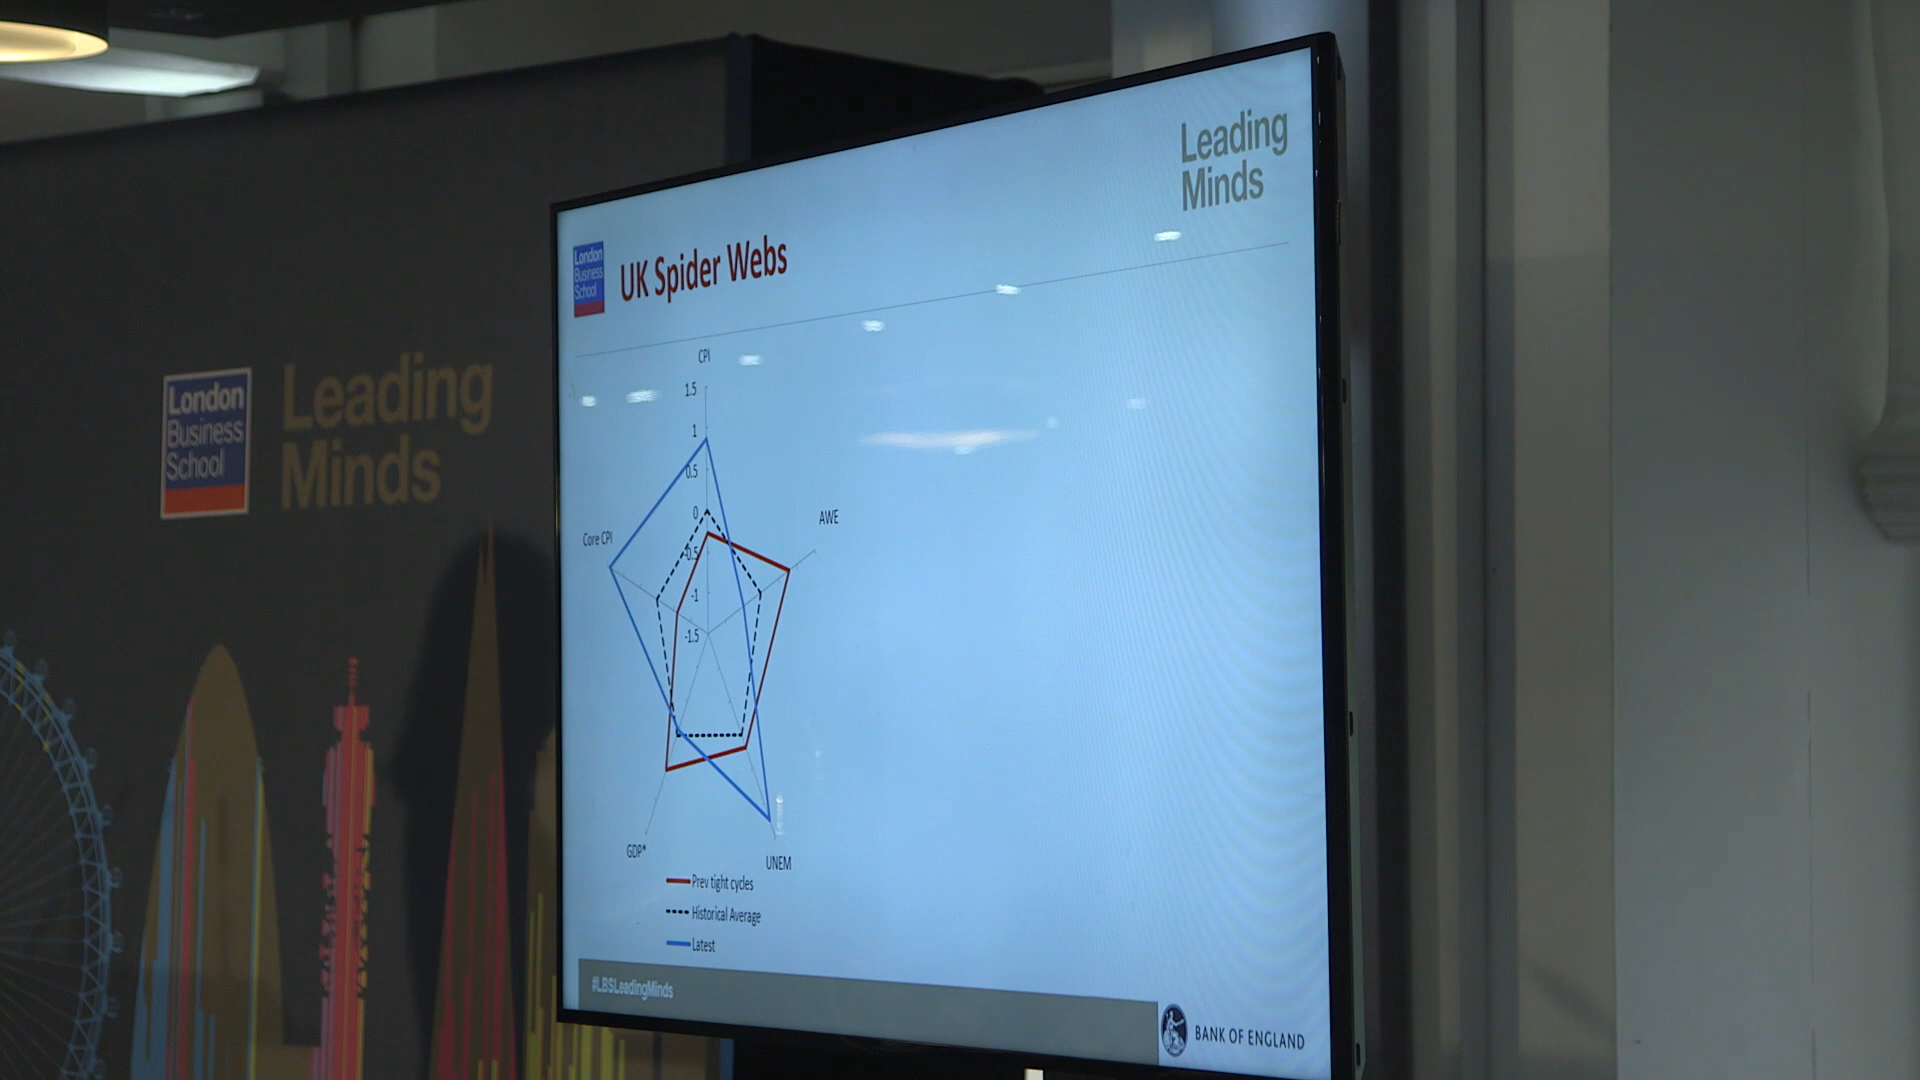 London
Business
School
Leading
Minds
Leading
Minds
London
Business
School
UK Spider Webs
CPI
1.5
1
0.5
0
-0.5
-1
-1.5
AWE
Core CPI
GDP*
UNEM
Prev tight cycles
Historical Average
Latest
#LBSLeadingMinds
BANK OF ENGLAND